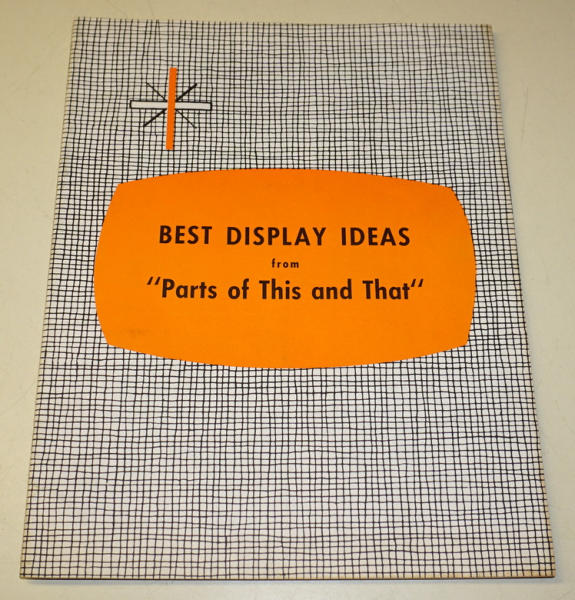 BEST DISPLAY IDEAS
from
"Parts of This and That"